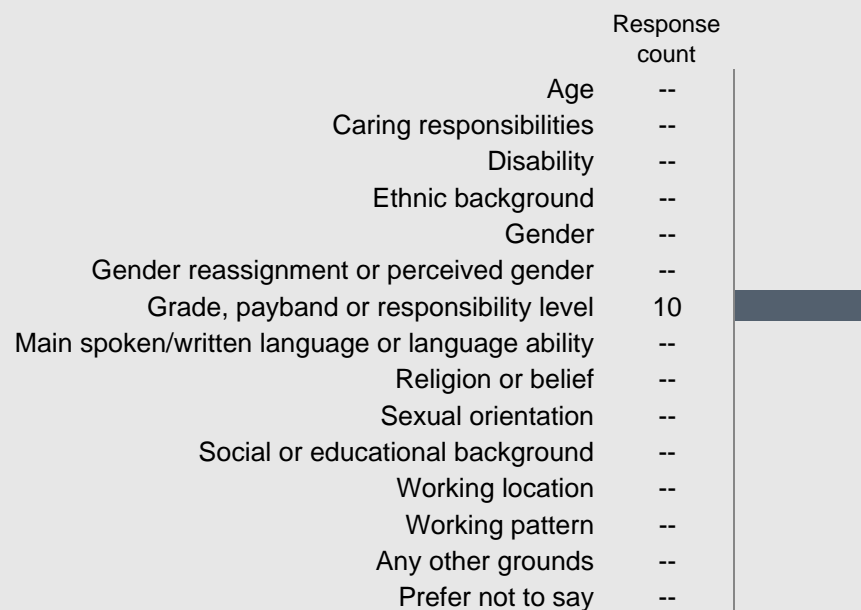 Response
count
Age --
Caring responsibilities --
Disability --
Ethnic background --
Gender --
Gender reassignment or perceived gender --
Grade, payband or responsibility level 10
Main spoken/written language or language ability --
Religion or belief --
Sexual orientation --
Social or educational background --
Working location --
Working pattern --
Any other grounds --
Prefer not to say --